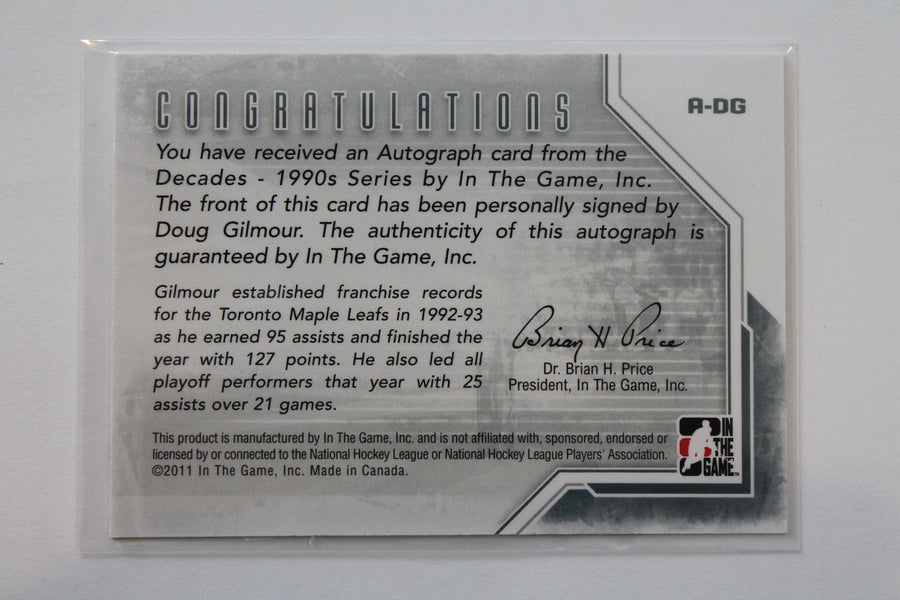 CONGRATULATIONS
A-DG
You have received an Autograph card from the
Decades - 1990s Series by In The Game, Inc.
The front of this card has been personally signed by
Doug Gilmour. The authenticity of this autograph is
guaranteed by In The Game, Inc.
Gilmour established franchise records
for the Toronto Maple Leafs in 1992-93
as he earned 95 assists and finished the
year with 127 points. He also led all
playoff performers that year with 25
assists over 21 games.
Brian H Price
Dr. Brian H. Price
President, In The Game, Inc.
This product is manufactured by In The Game, Inc. and is not affiliated with, sponsored, endorsed or
licensed by or connected to the National Hockey League or National Hockey League Players' Association.
©2011 In The Game, Inc. Made in Canada.
IN
THE
GAME™